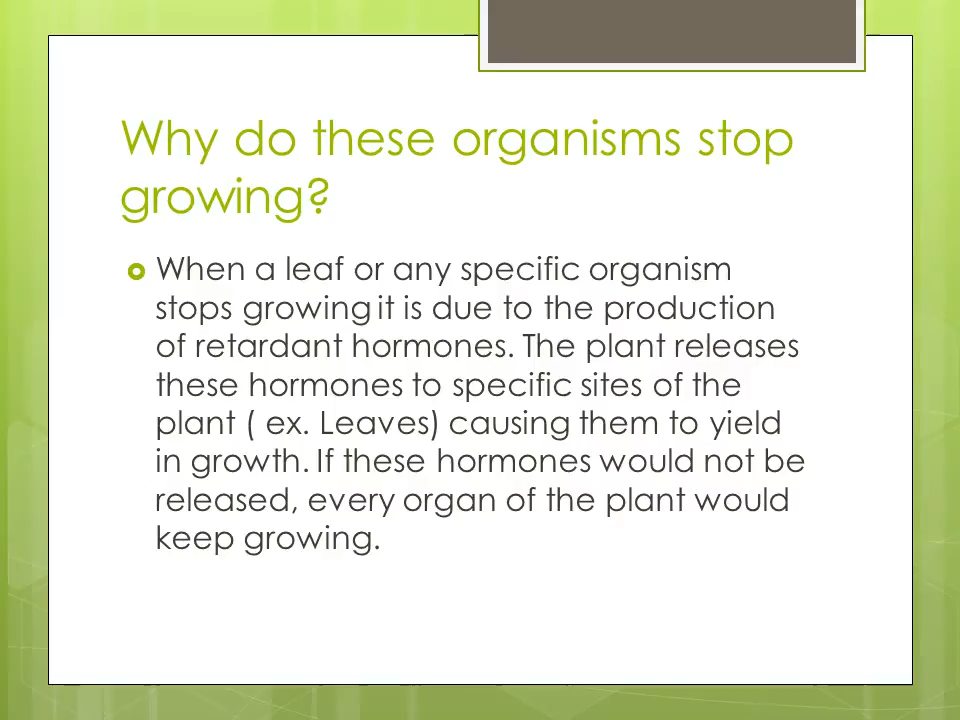 Why do these organisms stop
growing?
When a leaf or any specific organism
stops growing it is due to the production
of retardant hormones. The plant releases
these hormones to specific sites of the
plant ( ex. Leaves) causing them to yield
in growth. If these hormones would not be
released, every organ of the plant would
keep growing.